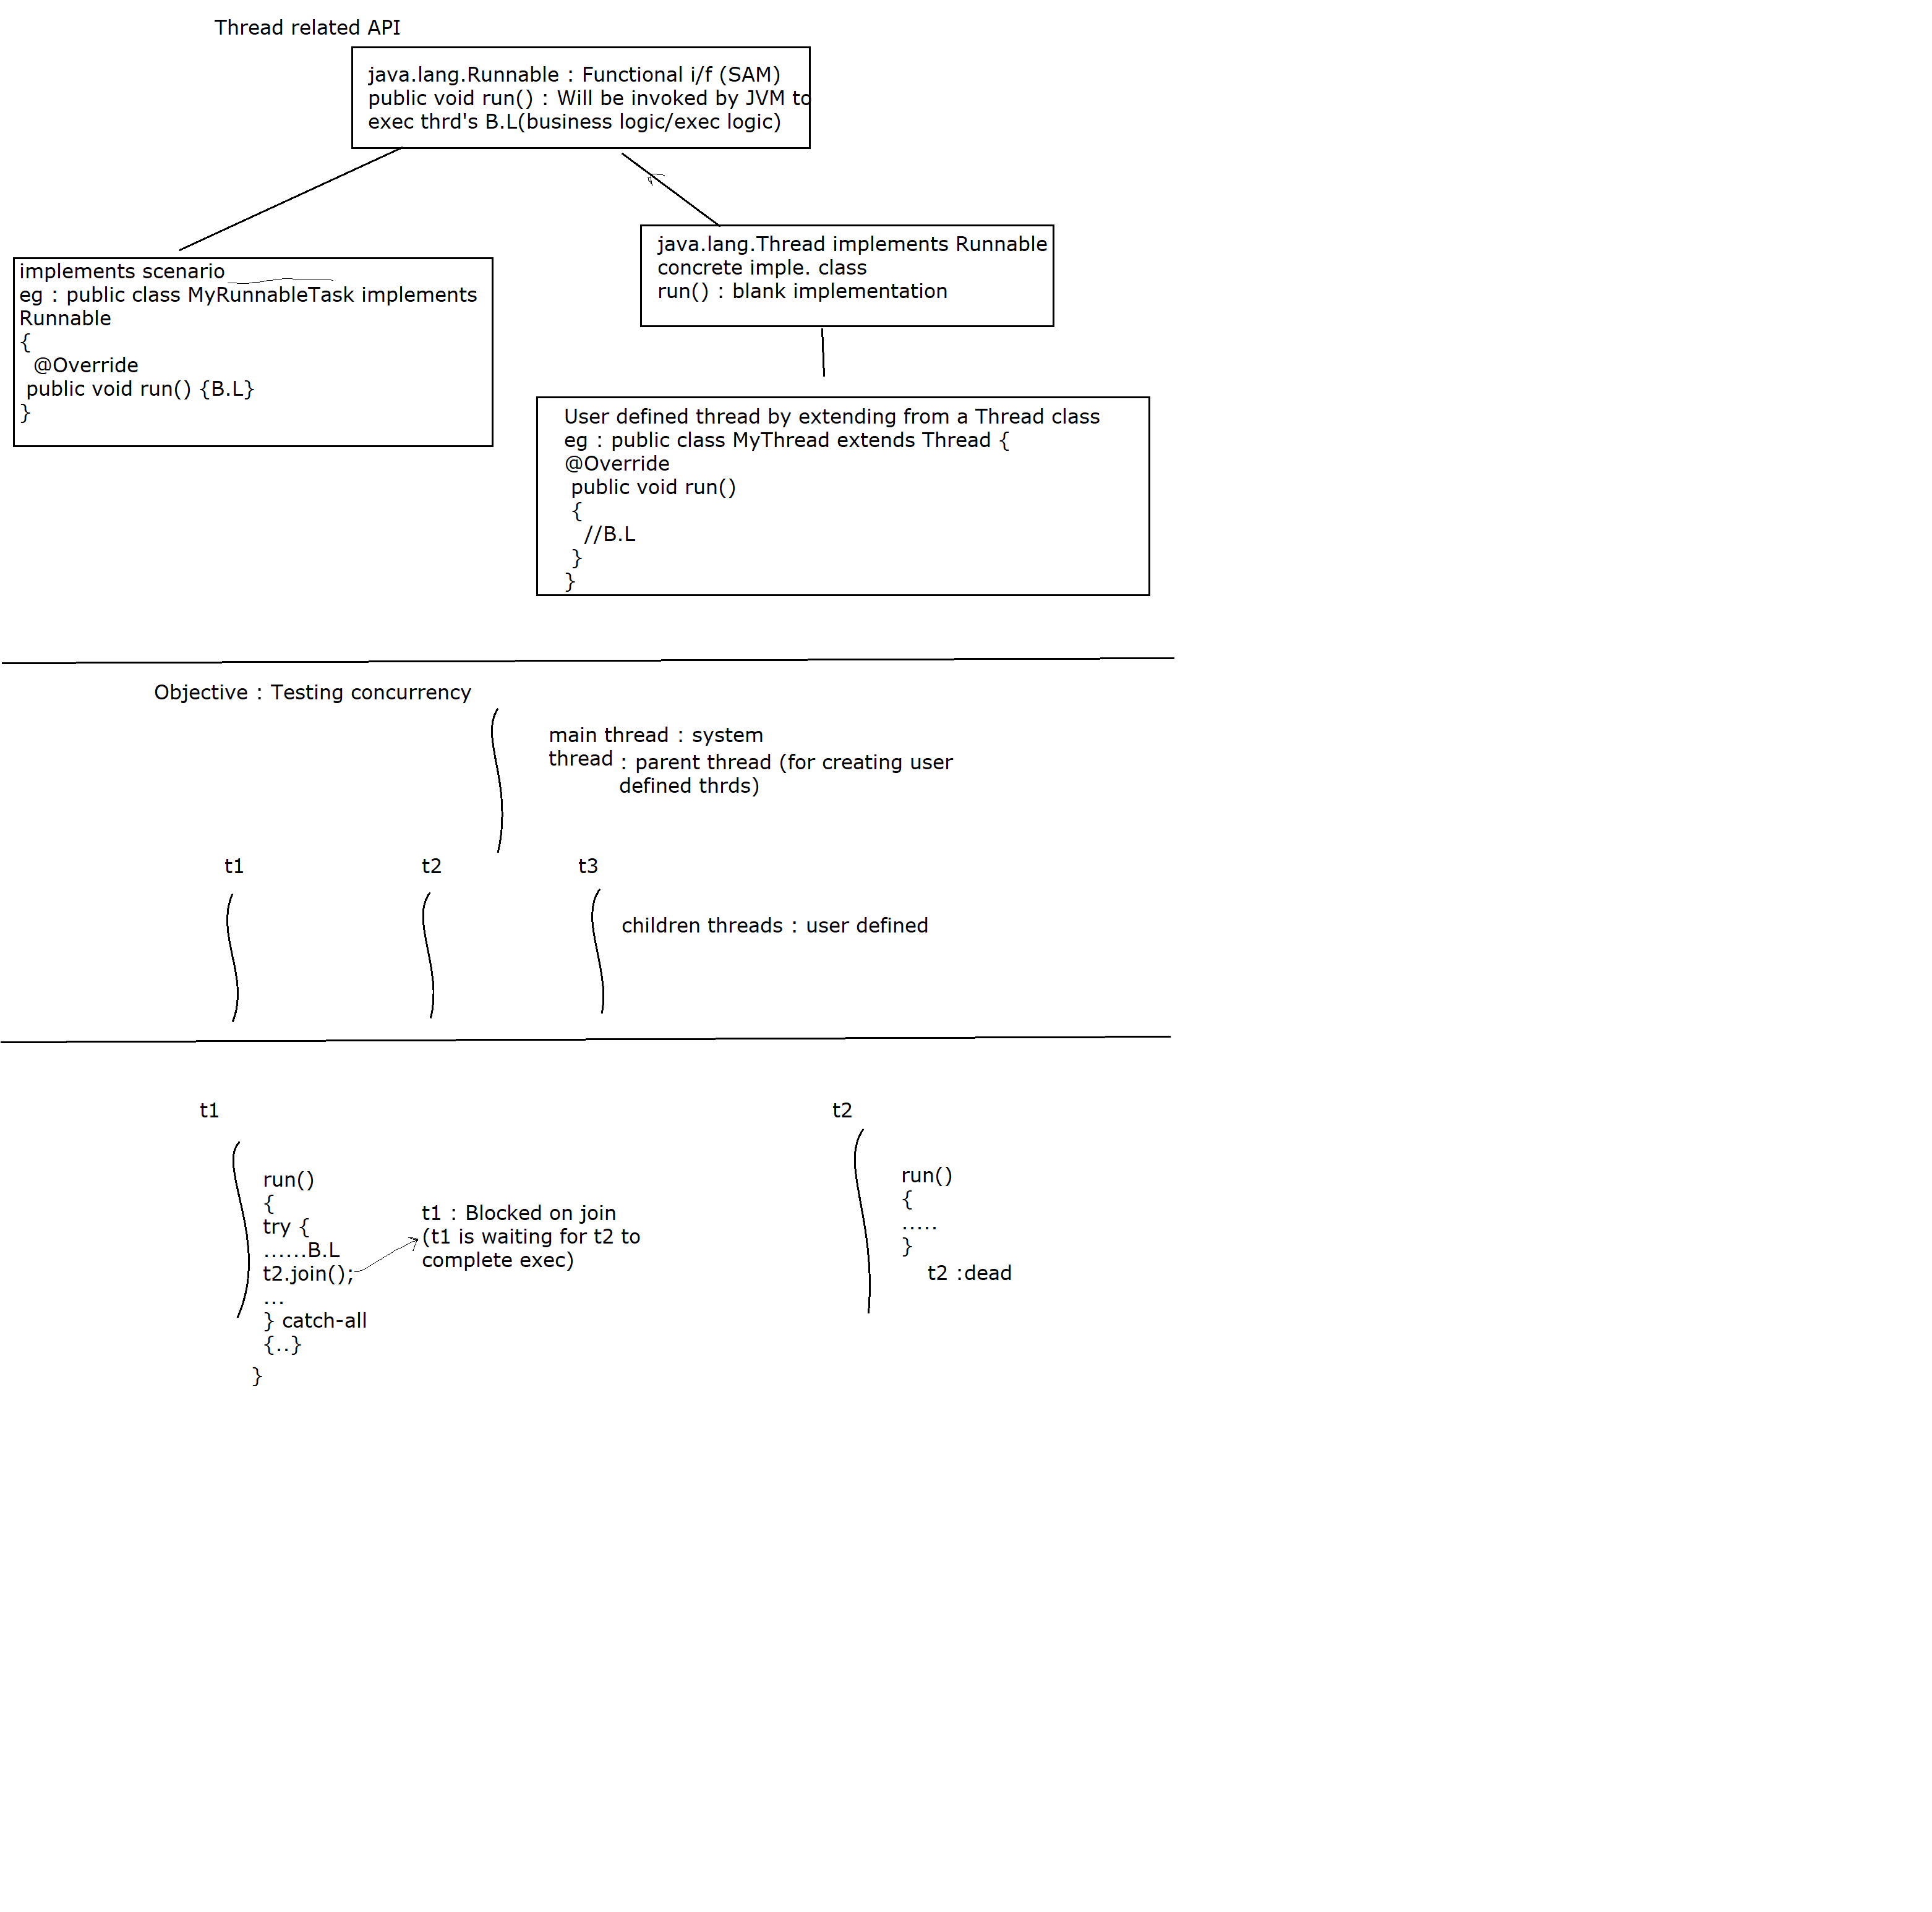 Thread related API
java.lang.Runnable : Functional i/f (SAM)
public void run() : Will be invoked by JVM to
exec thrd's B.L(business logic/exec logic)
implements scenario
eg : public class MyRunnableTask implements
Runnable
{
@Override
public void run() {B.L}
}
java.lang.Thread implements Runnable
concrete imple. class
run() : blank implementation
User defined thread by extending from a Thread class
eg : public class MyThread extends Thread {
@Override
public void run()
{
//B.L
}
}
Objective : Testing concurrency
main thread : system
thread
: parent thread (for creating user
defined thrds)
t1
t2
t3
children threads : user defined
t1
run()
{
try {
......B.L
t2.join();
...
} catch-all
{..}
}
t1 : Blocked on join
(t1 is waiting for t2 to
complete exec)
t2
run()
{
.....
}
t2 :dead